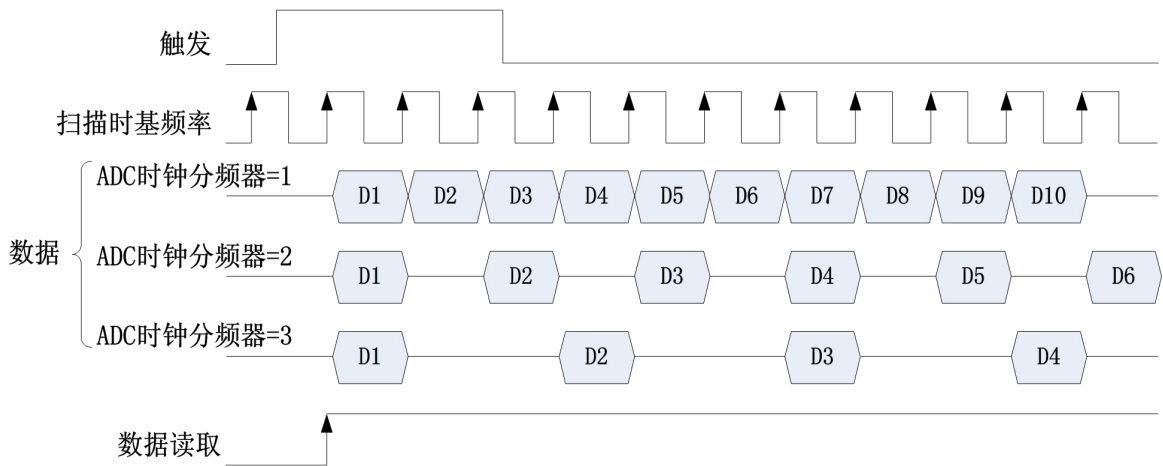 触发
扫描时基频率
数据
ADC时钟分频器=1
D1 D2 D3 D4 D5 D6 D7 D8 D9 D10
ADC时钟分频器=2
D1 D2 D3 D4 D5 D6
ADC时钟分频器=3
D1 D2 D3 D4
数据读取